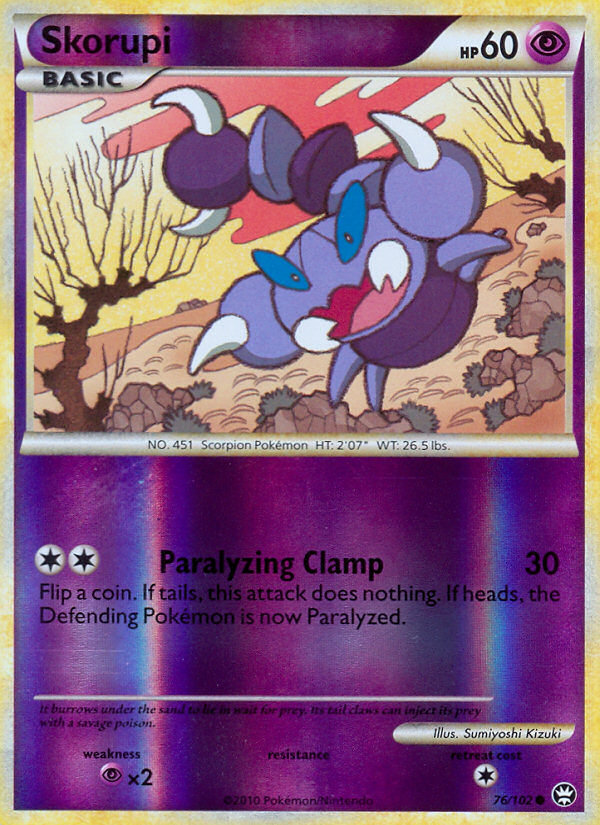 Skorupi
HP 60
BASIC
NO. 451 Scorpion Pokémon HT: 2'07" WT: 26.5 lbs.
Paralyzing Clamp 30
Flip a coin. If tails, this attack does nothing. If heads, the
Defending Pokémon is now Paralyzed.
It burrows under the sand to lie in wait for prey. Its tail claws can inject its prey
with a savage poison.
Illus. Sumiyoshi Kizuki
weakness resistance retreat cost
×2
©2010 Pokémon/Nintendo 76/102